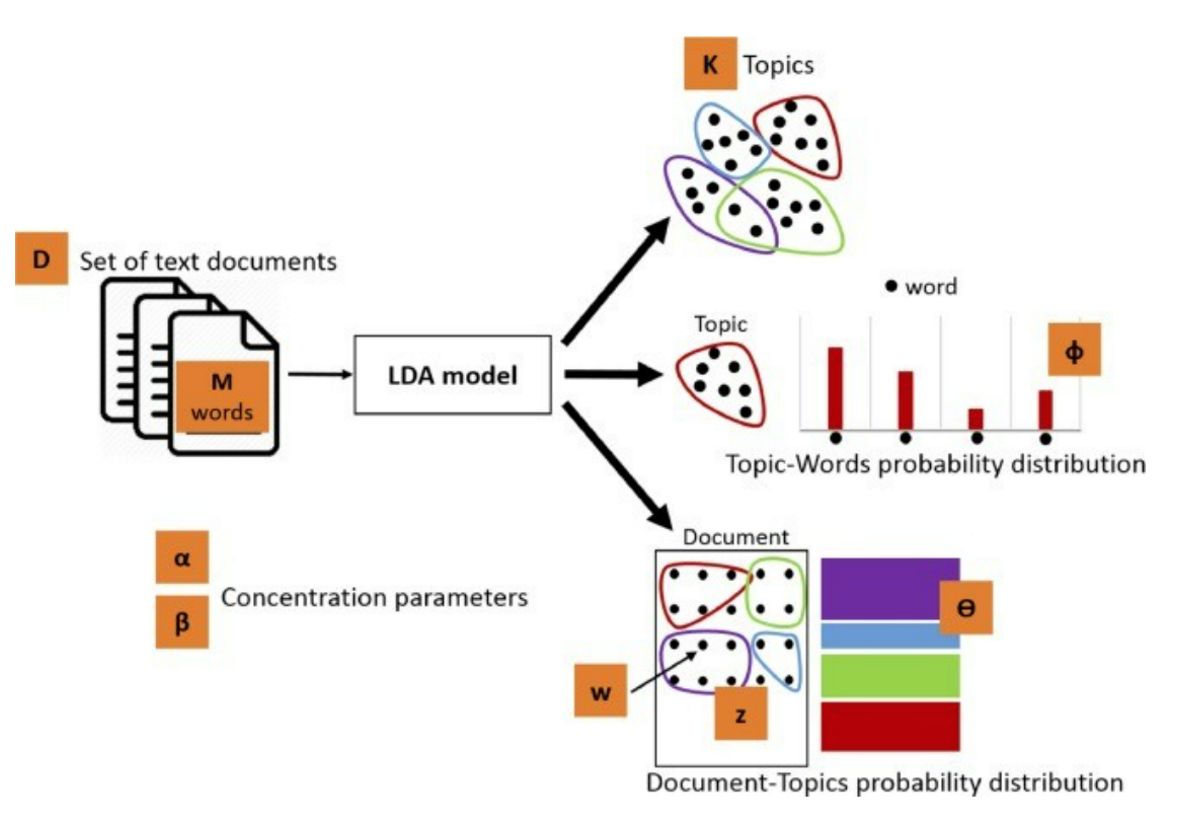 K Topics
D Set of text documents
M
words
LDA model
word
Topic
ϕ
Topic-Words probability distribution
α
β
Concentration parameters
Document
Ɵ
w
z
Document-Topics probability distribution